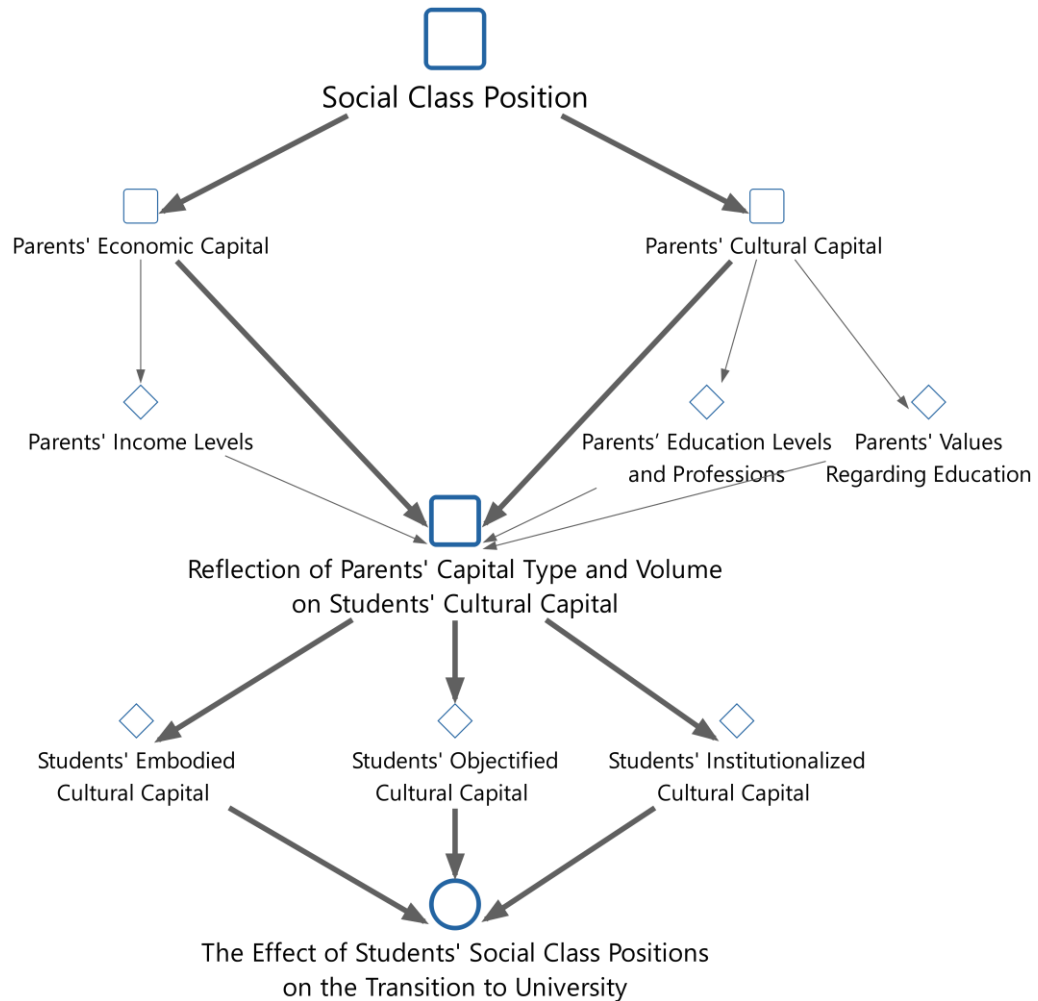 Social Class Position
Parents' Economic Capital
Parents' Cultural Capital
Parents' Income Levels
Parents’ Education Levels
and Professions
Parents' Values
Regarding Education
Reflection of Parents' Capital Type and Volume
on Students' Cultural Capital
Students' Embodied
Cultural Capital
Students' Objectified
Cultural Capital
Students' Institutionalized
Cultural Capital
The Effect of Students' Social Class Positions
on the Transition to University